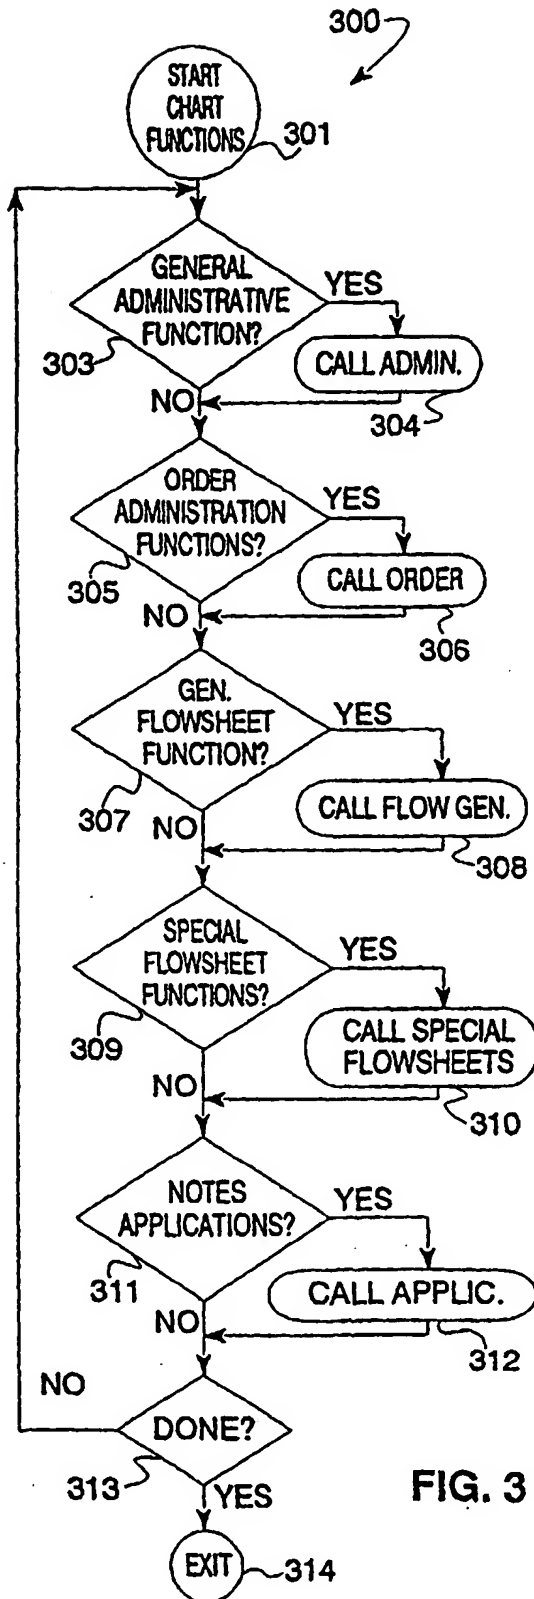 300
START
CHART
FUNCTIONS
301
GENERAL
ADMINISTRATIVE
FUNCTION?
YES
303
CALL ADMIN.
NO
304
ORDER
ADMINISTRATION
FUNCTIONS?
YES
305
CALL ORDER
NO
306
GEN.
FLOWSHEET
FUNCTION?
YES
307
CALL FLOW GEN.
NO
308
SPECIAL
FLOWSHEET
FUNCTIONS?
YES
309
CALL SPECIAL
FLOWSHEETS
NO
310
NOTES
APPLICATIONS?
YES
311
CALL APPLIC.
NO
312
NO
DONE?
313
YES
FIG. 3
EXIT
314